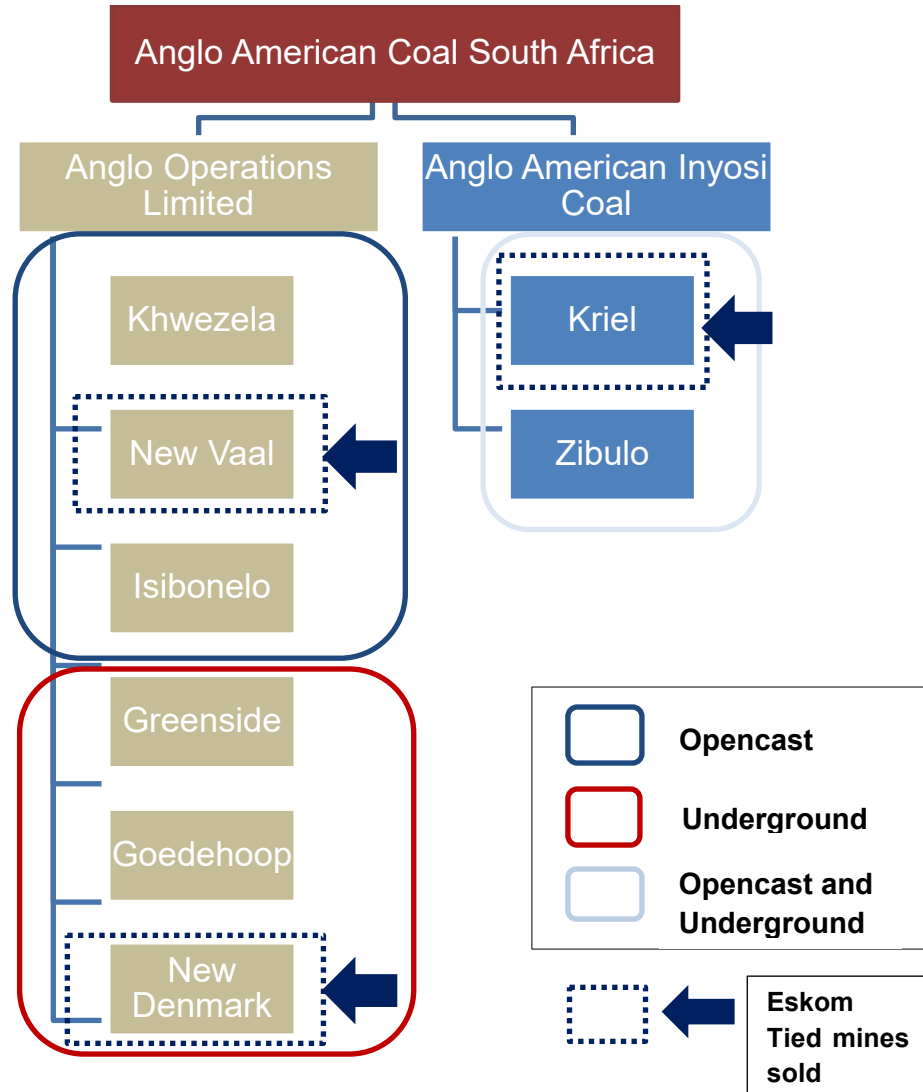 Anglo American Coal South Africa
Anglo Operations
Limited
Khwezela
New Vaal
Isibonelo
Greenside
Goedehoop
New
Denmark
Anglo American Inyosi
Coal
Kriel
Zibulo
Opencast
Underground
Opencast and
Underground
Eskom
Tied mines
sold